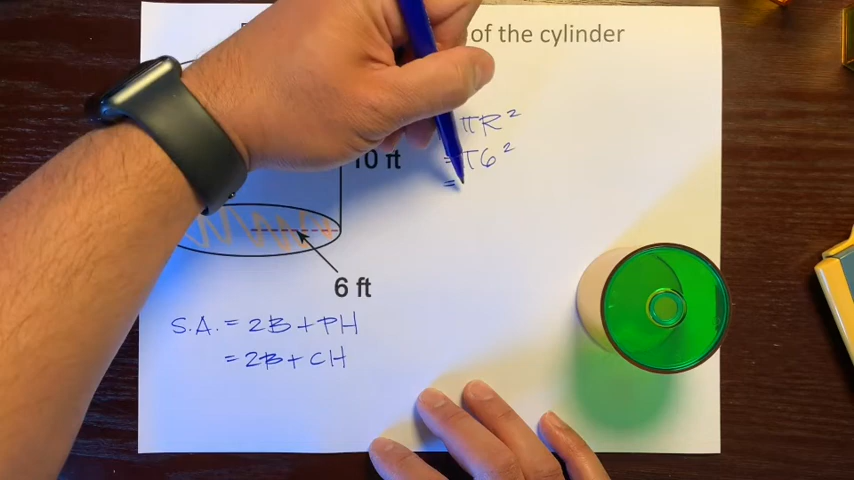 of the cylinder
πR²
= π6²
10 ft
=
6 ft
S.A. = 2B + PH
= 2B + CH